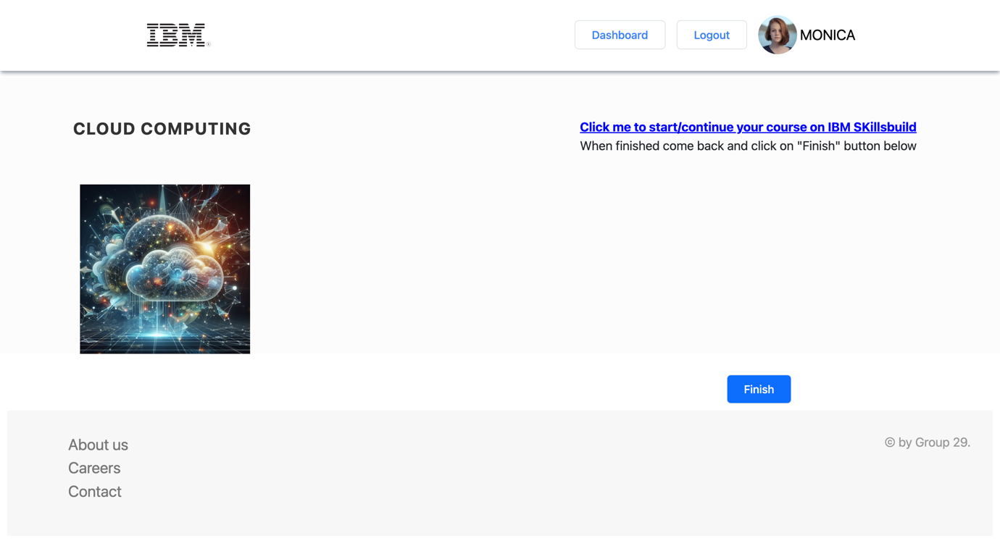 IBM®
Dashboard
Logout
MONICA
CLOUD COMPUTING
Click me to start/continue your course on IBM SKillsbuild
When finished come back and click on "Finish" button below
Finish
About us
© by Group 29.
Careers
Contact